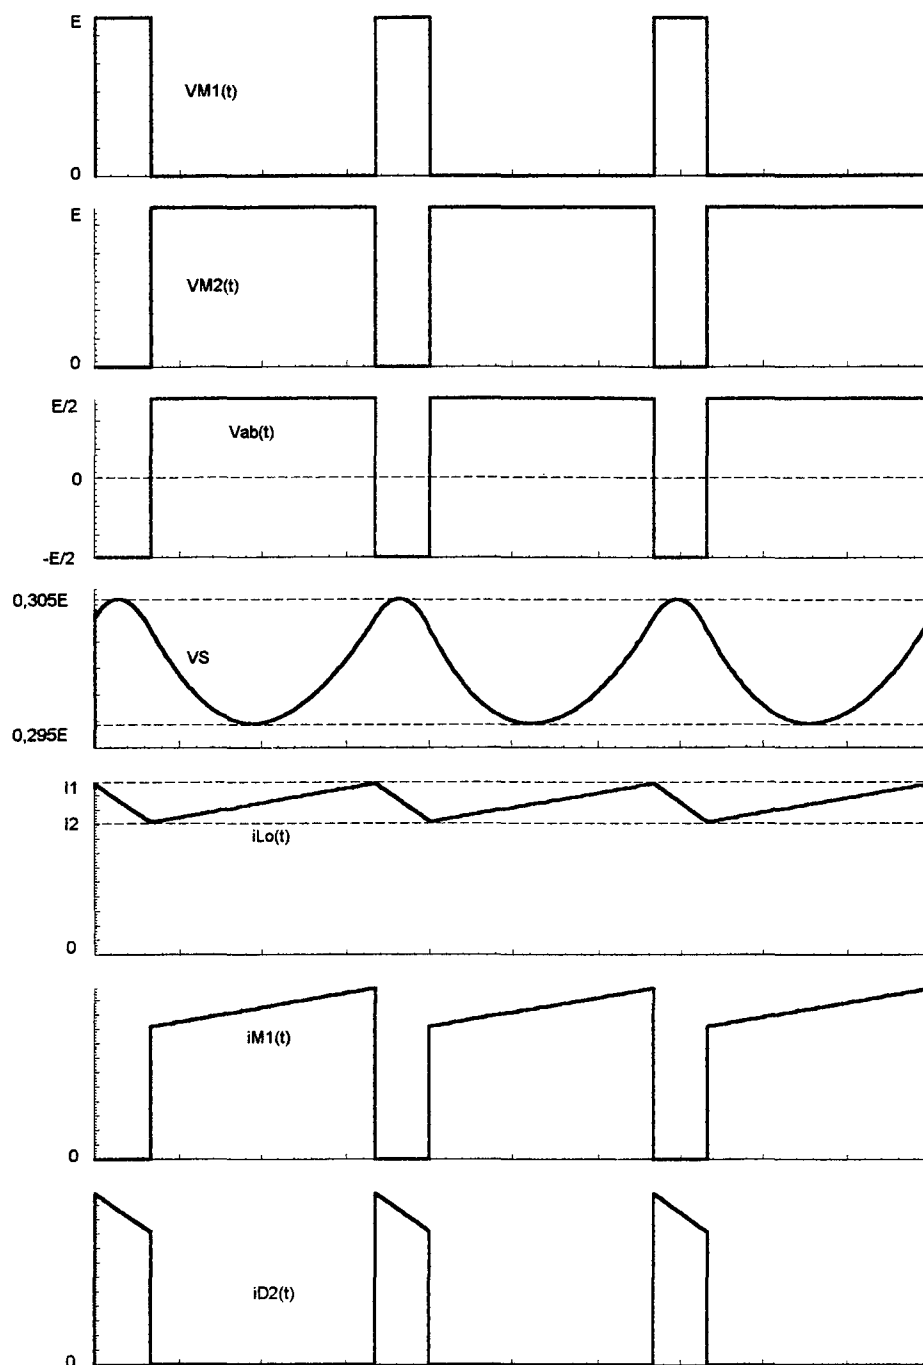 E
VM1(t)
0
E
VM2(t)
0
E/2
Vab(t)
0
-E/2
0,305E
VS
0,295E
I1
I2
iLo(t)
0
iM1(t)
0
iD2(t)
0